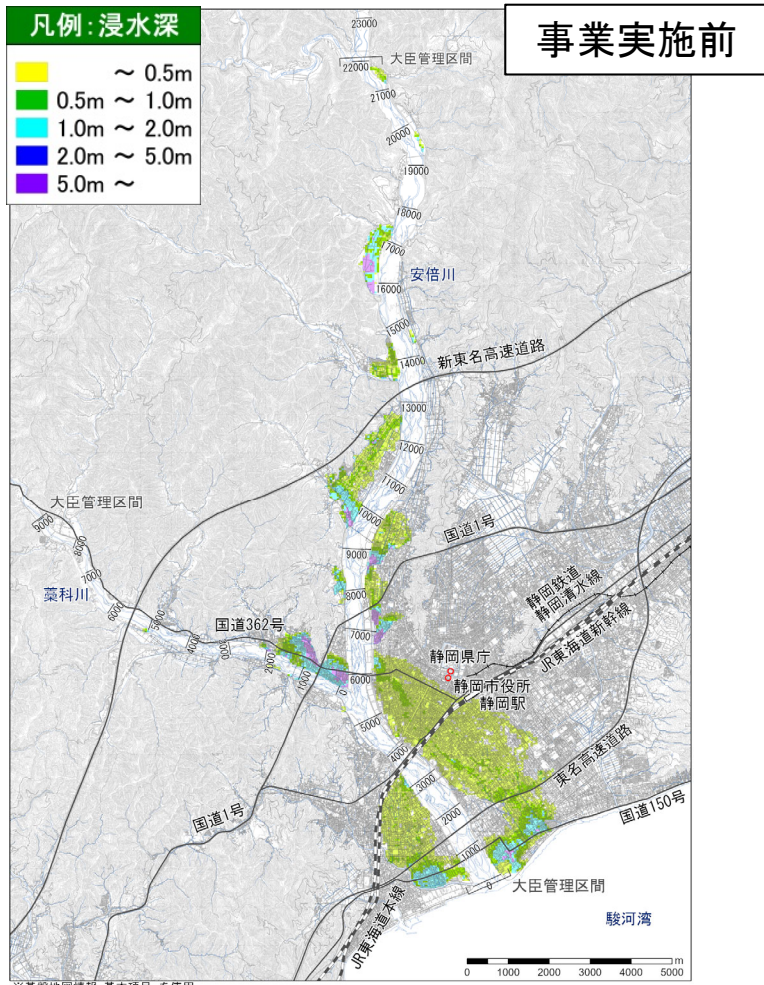 凡例：浸水深
～ 0.5m
0.5m ～ 1.0m
1.0m ～ 2.0m
2.0m ～ 5.0m
5.0m ～
事業実施前
23000
大臣管理区間
22000
21000
20000
19000
18000
17000
安倍川
16000
15000
新東名高速道路
14000
13000
12000
11000
10000
国道1号
9000
8000
7000
6000
5000
4000
3000
2000
1000
0
大臣管理区間
9000
8000
7000
6000
5000
4000
000
2000
1000
0
藁科川
国道362号
静岡鉄道
静岡清水線
JR東海道新幹線
静岡県庁
静岡市役所
静岡駅
東名高速道路
国道150号
国道1号
大臣管理区間
JR東海道本線
駿河湾
0 1000 2000 3000 4000 5000 m